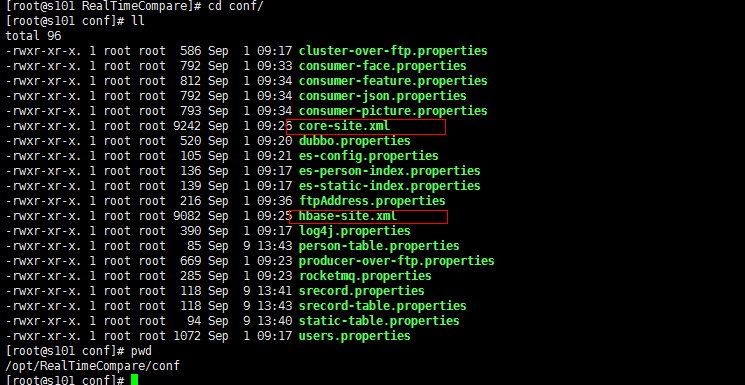 [root@s101 RealTimeCompare]# cd conf/
[root@s101 conf]# ll
total 96
-rwxr-xr-x. 1 root root 586 Sep 1 09:17 cluster-over-ftp.properties
-rwxr-xr-x. 1 root root 792 Sep 1 09:33 consumer-face.properties
-rwxr-xr-x. 1 root root 812 Sep 1 09:34 consumer-feature.properties
-rwxr-xr-x. 1 root root 792 Sep 1 09:34 consumer-json.properties
-rwxr-xr-x. 1 root root 793 Sep 1 09:34 consumer-picture.properties
-rwxr-xr-x. 1 root root 9242 Sep 1 09:26 core-site.xml
-rwxr-xr-x. 1 root root 520 Sep 1 09:20 dubbo.properties
-rwxr-xr-x. 1 root root 105 Sep 1 09:21 es-config.properties
-rwxr-xr-x. 1 root root 136 Sep 1 09:17 es-person-index.properties
-rwxr-xr-x. 1 root root 139 Sep 1 09:17 es-static-index.properties
-rwxr-xr-x. 1 root root 216 Sep 1 09:36 ftpAddress.properties
-rwxr-xr-x. 1 root root 9082 Sep 1 09:25 hbase-site.xml
-rwxr-xr-x. 1 root root 390 Sep 1 09:17 log4j.properties
-rwxr-xr-x. 1 root root 85 Sep 9 13:43 person-table.properties
-rwxr-xr-x. 1 root root 669 Sep 1 09:23 producer-over-ftp.properties
-rwxr-xr-x. 1 root root 285 Sep 1 09:23 rocketmq.properties
-rwxr-xr-x. 1 root root 118 Sep 9 13:41 srecord.properties
-rwxr-xr-x. 1 root root 118 Sep 9 13:43 srecord-table.properties
-rwxr-xr-x. 1 root root 94 Sep 9 13:40 static-table.properties
-rwxr-xr-x. 1 root root 1072 Sep 1 09:17 users.properties
[root@s101 conf]# pwd
/opt/RealTimeCompare/conf
[root@s101 conf]#